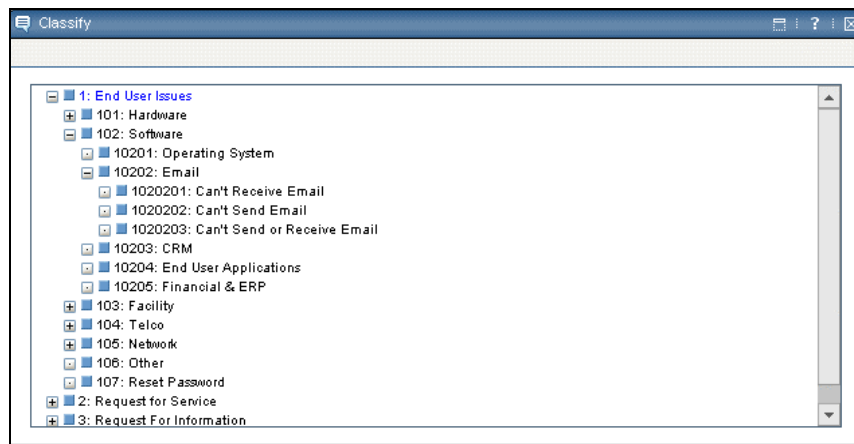 Classify
?
1: End User Issues
101: Hardware
102: Software
10201: Operating System
10202: Email
1020201: Can't Receive Email
1020202: Can't Send Email
1020203: Can't Send or Receive Email
10203: CRM
10204: End User Applications
10205: Financial & ERP
103: Facility
104: Telco
105: Network
106: Other
107: Reset Password
2: Request for Service
3: Request For Information